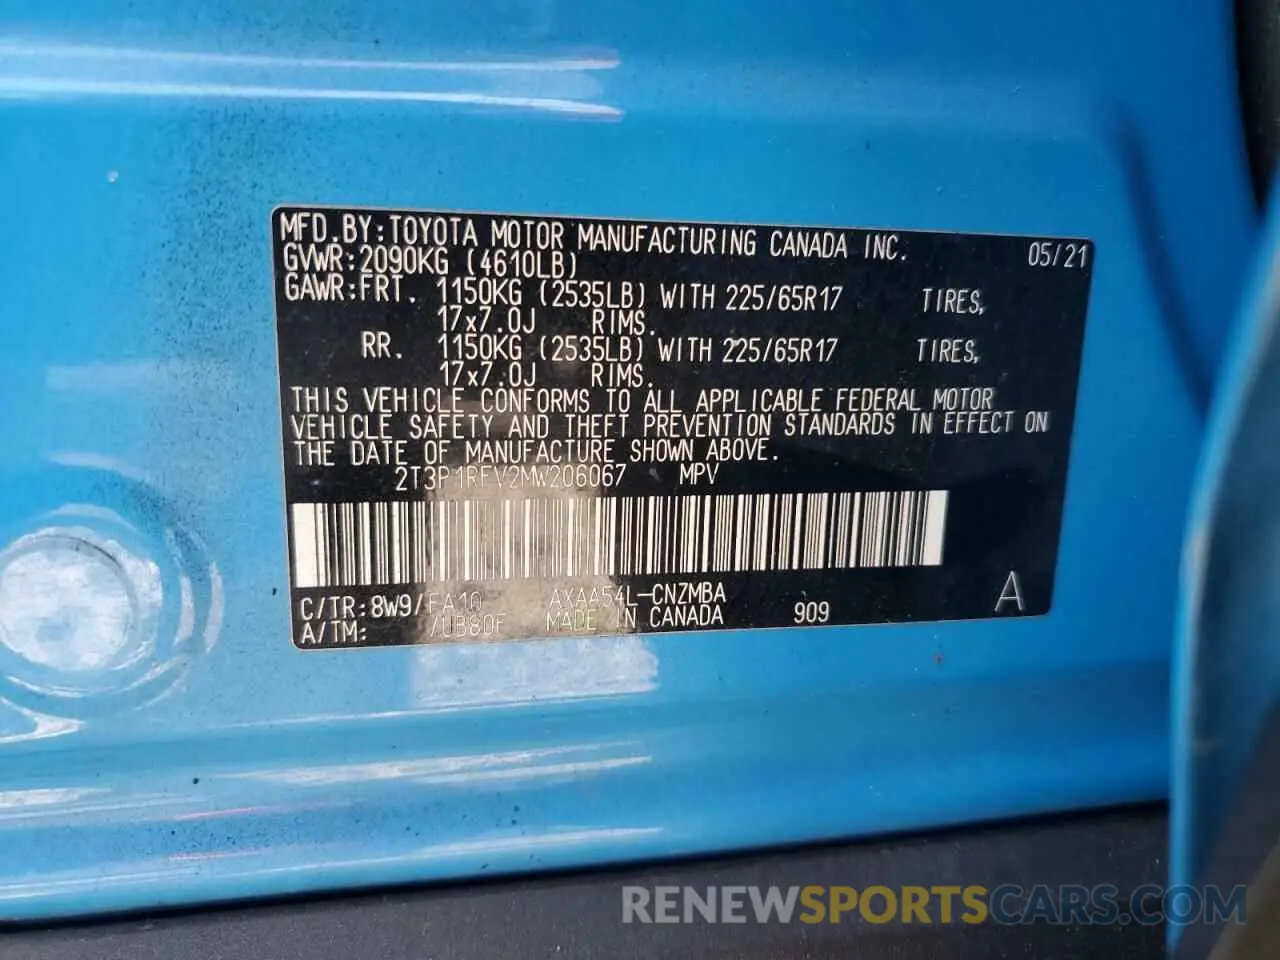 MFD.BY:TOYOTA MOTOR MANUFACTURING CANADA INC. 05/21
GVWR:2090KG (4610LB)
GAWR:FRT. 1150KG (2535LB) WITH 225/65R17 TIRES,
17x7.0J RIMS.
RR. 1150KG (2535LB) WITH 225/65R17 TIRES,
17x7.0J RIMS.
THIS VEHICLE CONFORMS TO ALL APPLICABLE FEDERAL MOTOR
VEHICLE SAFETY AND THEFT PREVENTION STANDARDS IN EFFECT ON
THE DATE OF MANUFACTURE SHOWN ABOVE.
2T3P1RFV2MW206067 MPV
C/TR:8W9/FA10 AXAA54L-CNZMBA
A/TM: /UB80F MADE IN CANADA 909 A
RENEWSPORTSCARS.COM